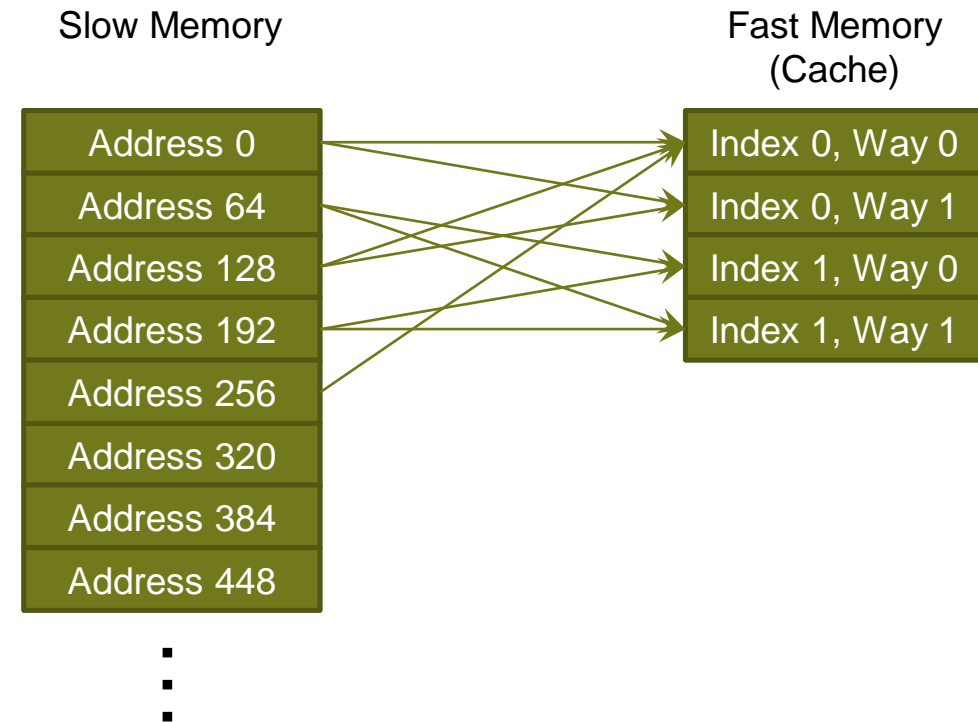 Slow Memory
Address 0
Address 64
Address 128
Address 192
Address 256
Address 320
Address 384
Address 448
Fast Memory
(Cache)
Index 0, Way 0
Index 0, Way 1
Index 1, Way 0
Index 1, Way 1